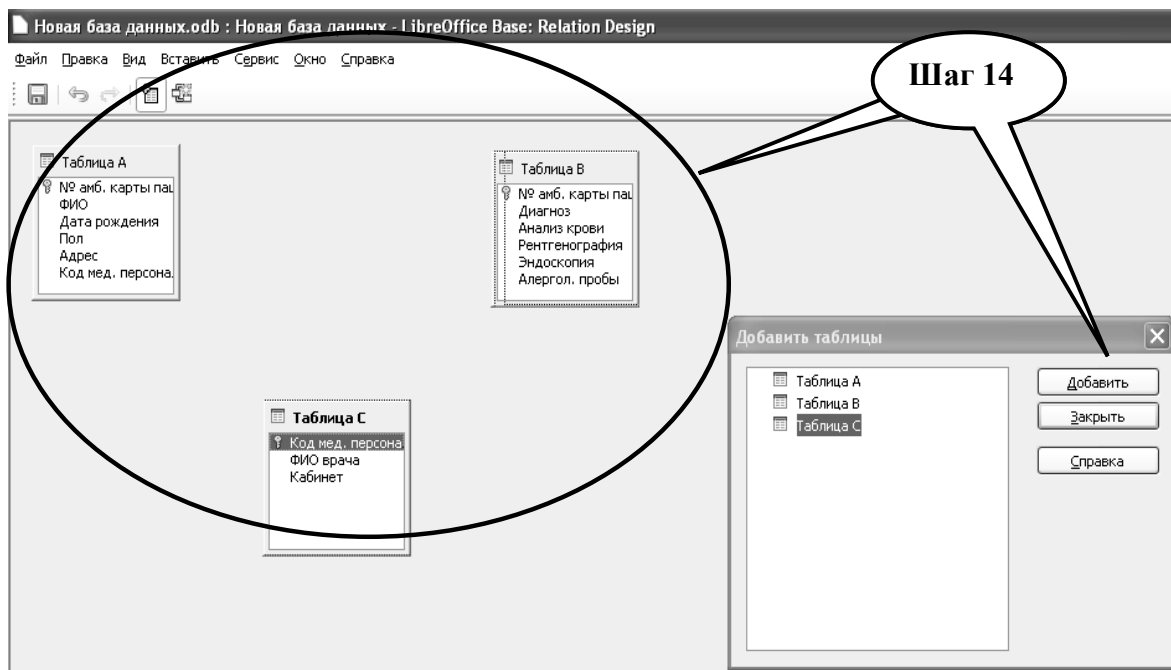 Новая база данных.odb : Новая база данных - LibreOffice Base: Relation Design
Файл Правка Вид Вставить Сервис Окно Справка
Шаг 14
Таблица A
№ амб. карты пац
ФИО
Дата рождения
Пол
Адрес
Код мед. персона.
Таблица B
№ амб. карты пац
Диагноз
Анализ крови
Рентгенография
Эндоскопия
Алергол. пробы
Таблица C
Код мед. персона
ФИО врача
Кабинет
Добавить таблицы
Таблица A
Таблица B
Таблица C
Добавить
Закрыть
Справка